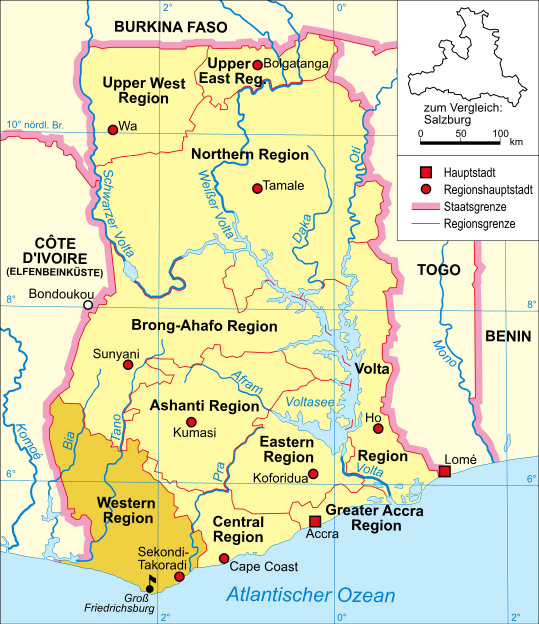 2°
0°
BURKINA FASO
Upper
East Reg.
Bolgatanga
Upper West
Region
zum Vergleich:
Salzburg
0
50
100
km
10° nördl. Br.
Wa
Oti
Northern Region
Hauptstadt
Regionshauptstadt
Staatsgrenze
Regionsgrenze
Schwarzer Volta
Weißer Volta
Tamale
Daka
CÔTE
D'IVOIRE
(ELFENBEINKÜSTE)
TOGO
Bondoukou
8°
8°
Brong-Ahafo Region
BENIN
Mono
Sunyani
Volta
Afram
Voltasee
Ashanti Region
Kumasi
Ho
Komoé
Bia
Tano
Eastern
Region
Region
Pra
Koforidua
Volta
Lomé
6°
6°
Western
Region
Greater Accra
Region
Central
Region
Accra
Sekondi-
Takoradi
Cape Coast
Groß
Friedrichsburg
Atlantischer Ozean
2°
0°
2°